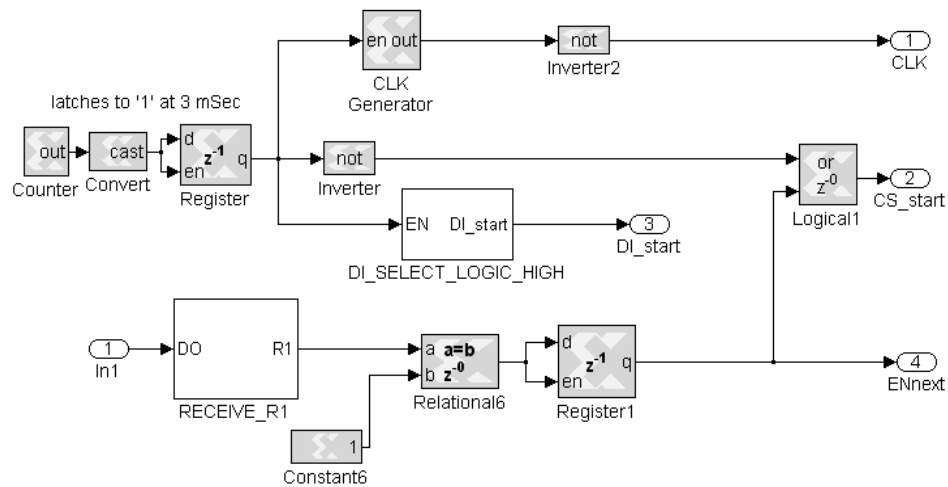 en out
CLK
Generator
not
Inverter2
1
CLK
latches to '1' at 3 mSec
out
Counter
cast
Convert
d
en
z-1
q
Register
not
Inverter
or
z-0
Logical1
2
CS_start
EN
DI_start
DI_SELECT_LOGIC_HIGH
3
DI_start
1
In1
DO
R1
RECEIVE_R1
a
b
a=b
z-0
Relational6
d
en
z-1
q
Register1
4
ENnext
1
Constant6